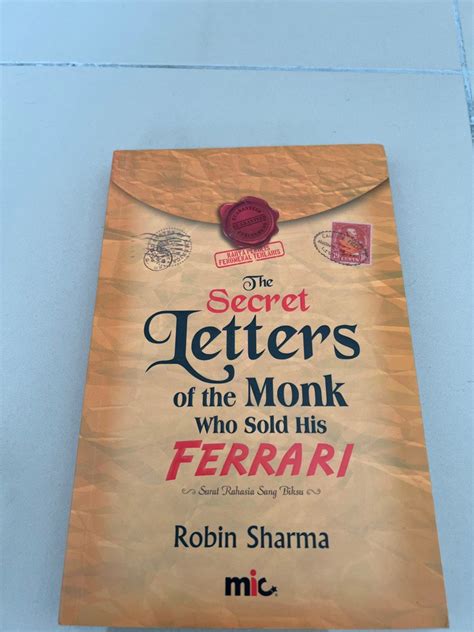 KARYA PENULIS
FENOMENAL TERLARIS
The
Secret
Letters
of the Monk
Who Sold His
FERRARI
Surat Rahasia Sang Biksu
Robin Sharma
mic